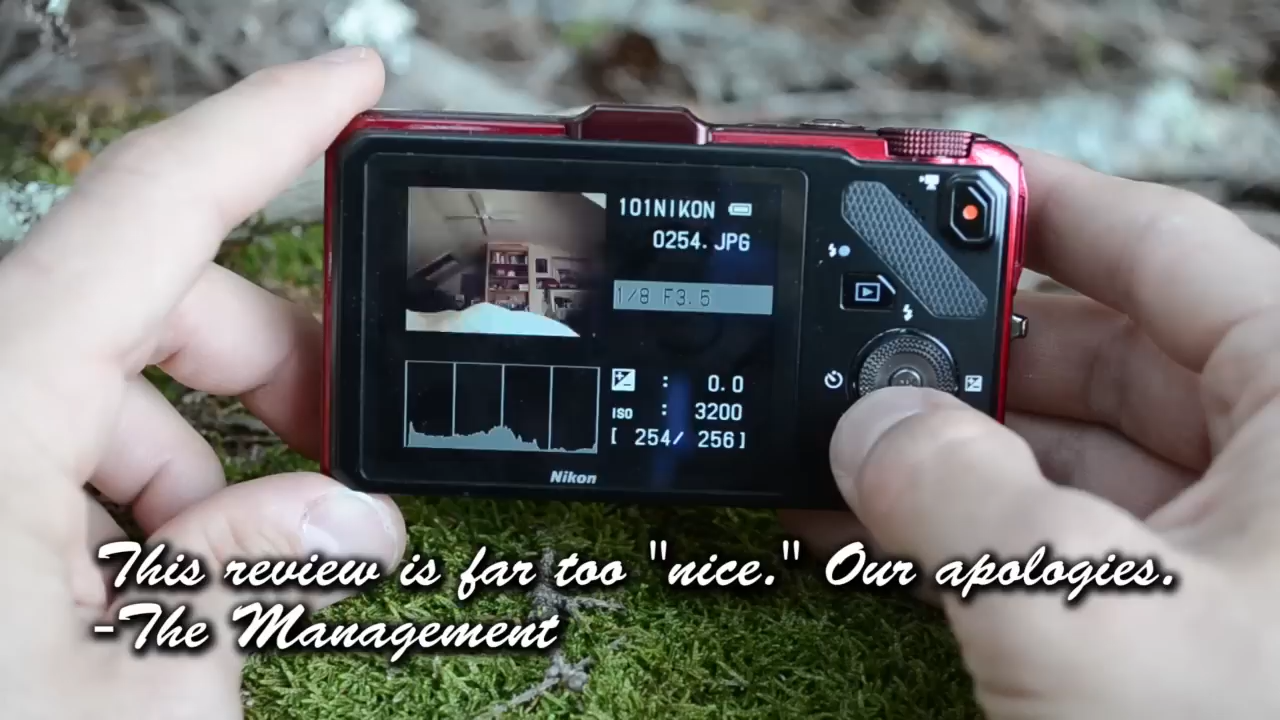 101NIKON
0254.JPG
1/8 F3.5
: 0.0
ISO : 3200
[ 254/ 256]
Nikon
This review is far too "nice." Our apologies.
-The Management